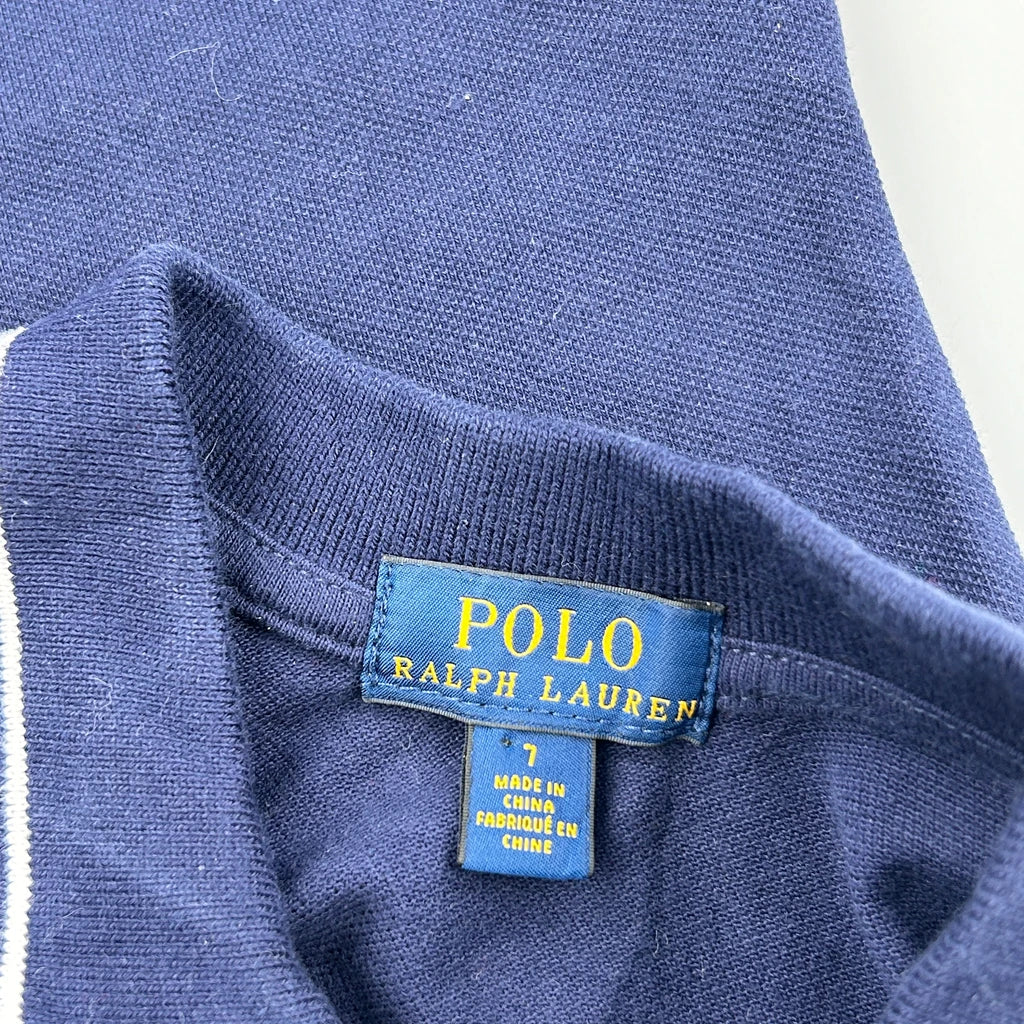 POLO
RALPH LAUREN
7
MADE IN
CHINA
FABRIQUÉ EN
CHINE